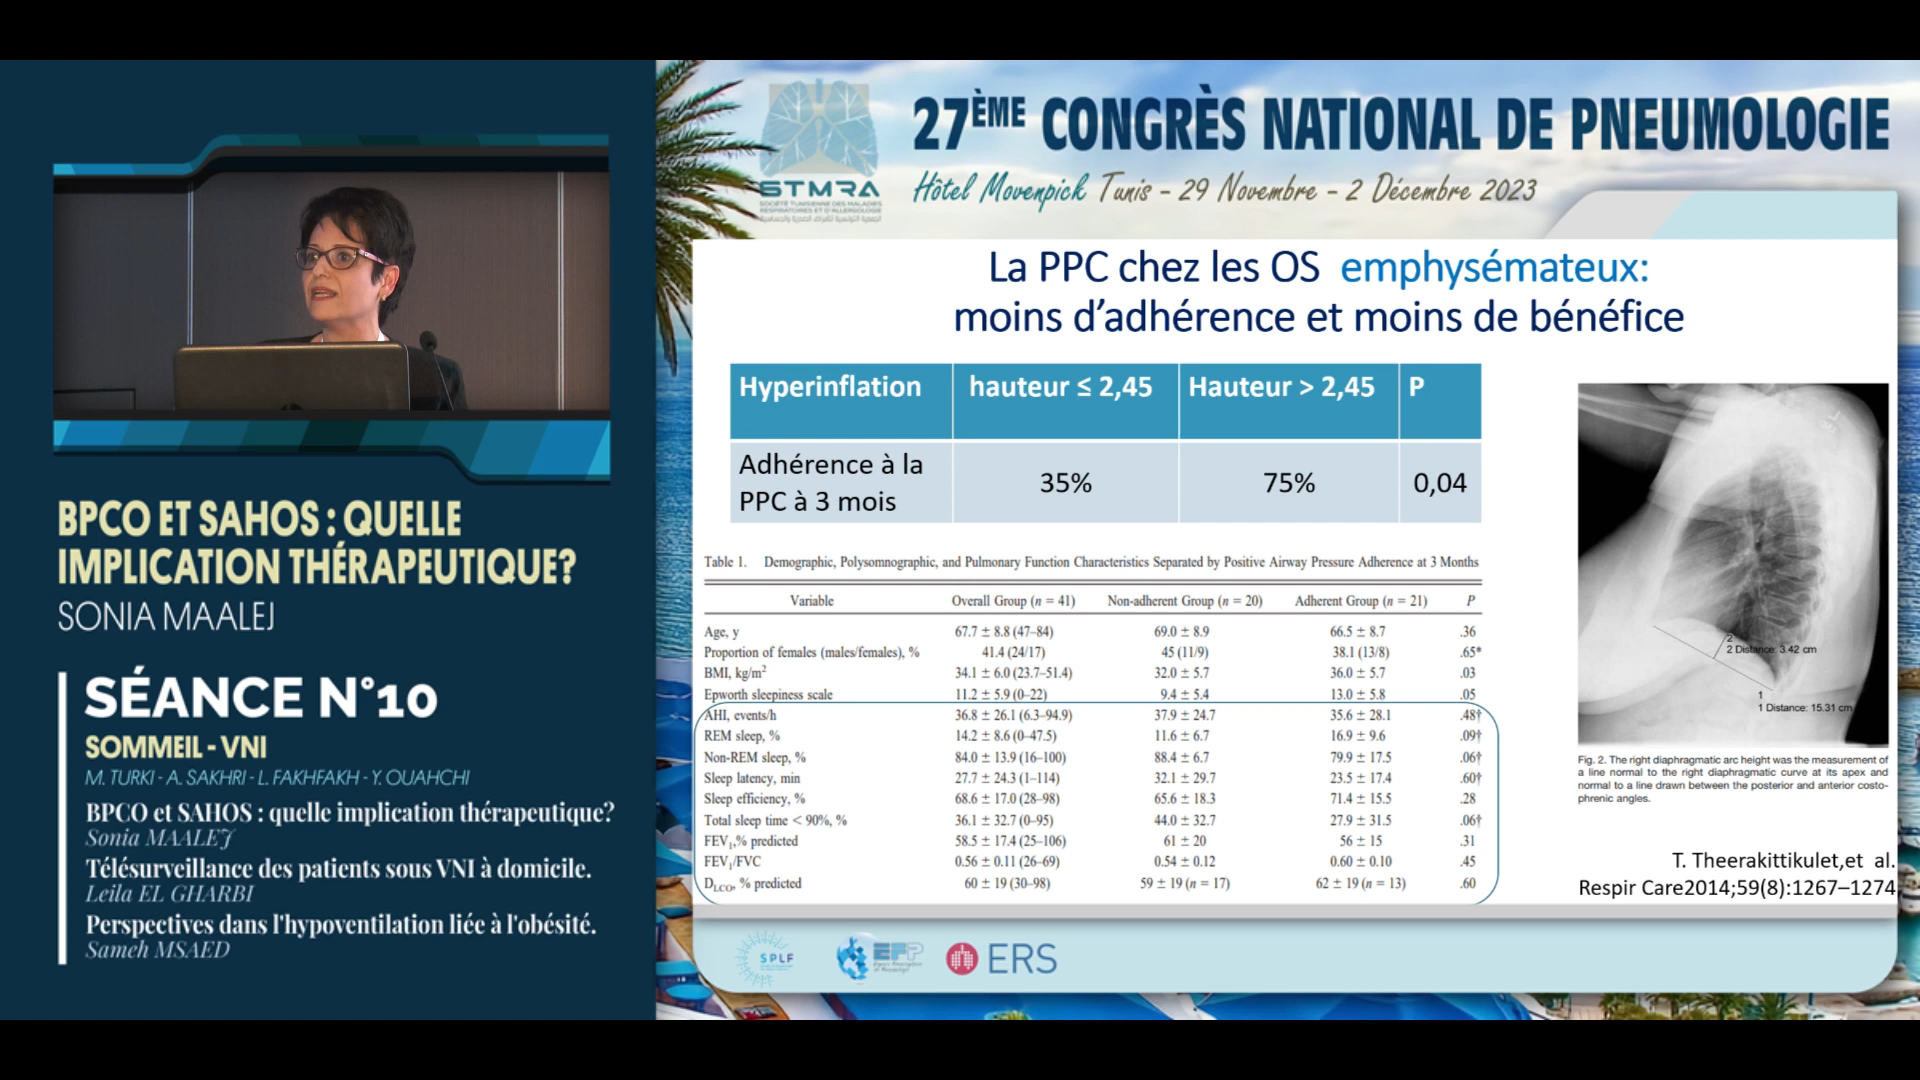 BPCO ET SAHOS : QUELLE
IMPLICATION THÉRAPEUTIQUE?
SONIA MAALEJ
SÉANCE N°10
SOMMEIL - VNI
M. TURKI - A. SAKHRI - L. FAKHFAKH - Y. OUAHCHI
BPCO et SAHOS : quelle implication thérapeutique?
Sonia MAALEJ
Télésurveillance des patients sous VNI à domicile.
Leila EL GHARBI
Perspectives dans l'hypoventilation liée à l'obésité.
Sameh MSAED
STMRA
SOCIÉTÉ TUNISIENNE DES MALADIES
RESPIRATOIRES ET D'ALLERGOLOGIE
27ÈME CONGRÈS NATIONAL DE PNEUMOLOGIE
Hôtel Movenpick Tunis - 29 Novembre - 2 Décembre 2023
La PPC chez les OS emphysémateux:
moins d'adhérence et moins de bénéfice
Hyperinflation hauteur ≤ 2,45 Hauteur > 2,45 P
Adhérence à la
PPC à 3 mois 35% 75% 0,04
Table 1. Demographic, Polysomnographic, and Pulmonary Function Characteristics Separated by Positive Airway Pressure Adherence at 3 Months
Variable Overall Group (n = 41) Non-adherent Group (n = 20) Adherent Group (n = 21) P
Age, y 67.7 ± 8.8 (47–84) 69.0 ± 8.9 66.5 ± 8.7 .36
Proportion of females (males/females), % 41.4 (24/17) 45 (11/9) 38.1 (13/8) .65*
BMI, kg/m² 34.1 ± 6.0 (23.7–51.4) 32.0 ± 5.7 36.0 ± 5.7 .03
Epworth sleepiness scale 11.2 ± 5.9 (0–22) 9.4 ± 5.4 13.0 ± 5.8 .05
AHI, events/h 36.8 ± 26.1 (6.3–94.9) 37.9 ± 24.7 35.6 ± 28.1 .48†
REM sleep, % 14.2 ± 8.6 (0–47.5) 11.6 ± 6.7 16.9 ± 9.6 .09†
Non-REM sleep, % 84.0 ± 13.9 (16–100) 88.4 ± 6.7 79.9 ± 17.5 .06†
Sleep latency, min 27.7 ± 24.3 (1–114) 32.1 ± 29.7 23.5 ± 17.4 .60†
Sleep efficiency, % 68.6 ± 17.0 (28–98) 65.6 ± 18.3 71.4 ± 15.5 .28
Total sleep time < 90%, % 36.1 ± 32.7 (0–95) 44.0 ± 32.7 27.9 ± 31.5 .06†
FEV₁,% predicted 58.5 ± 17.4 (25–106) 61 ± 20 56 ± 15 .31
FEV₁/FVC 0.56 ± 0.11 (26–69) 0.54 ± 0.12 0.60 ± 0.10 .45
D_LCO, % predicted 60 ± 19 (30–98) 59 ± 19 (n = 17) 62 ± 19 (n = 13) .60
2
2 Distance: 3.42 cm
1
1 Distance: 15.31 cm
Fig. 2. The right diaphragmatic arc height was the measurement of
a line normal to the right diaphragmatic curve at its apex and
normal to a line drawn between the posterior and anterior costo-
phrenic angles.
T. Theerakittikulet,et al.
Respir Care2014;59(8):1267–1274
SPLF
EFP
ERS